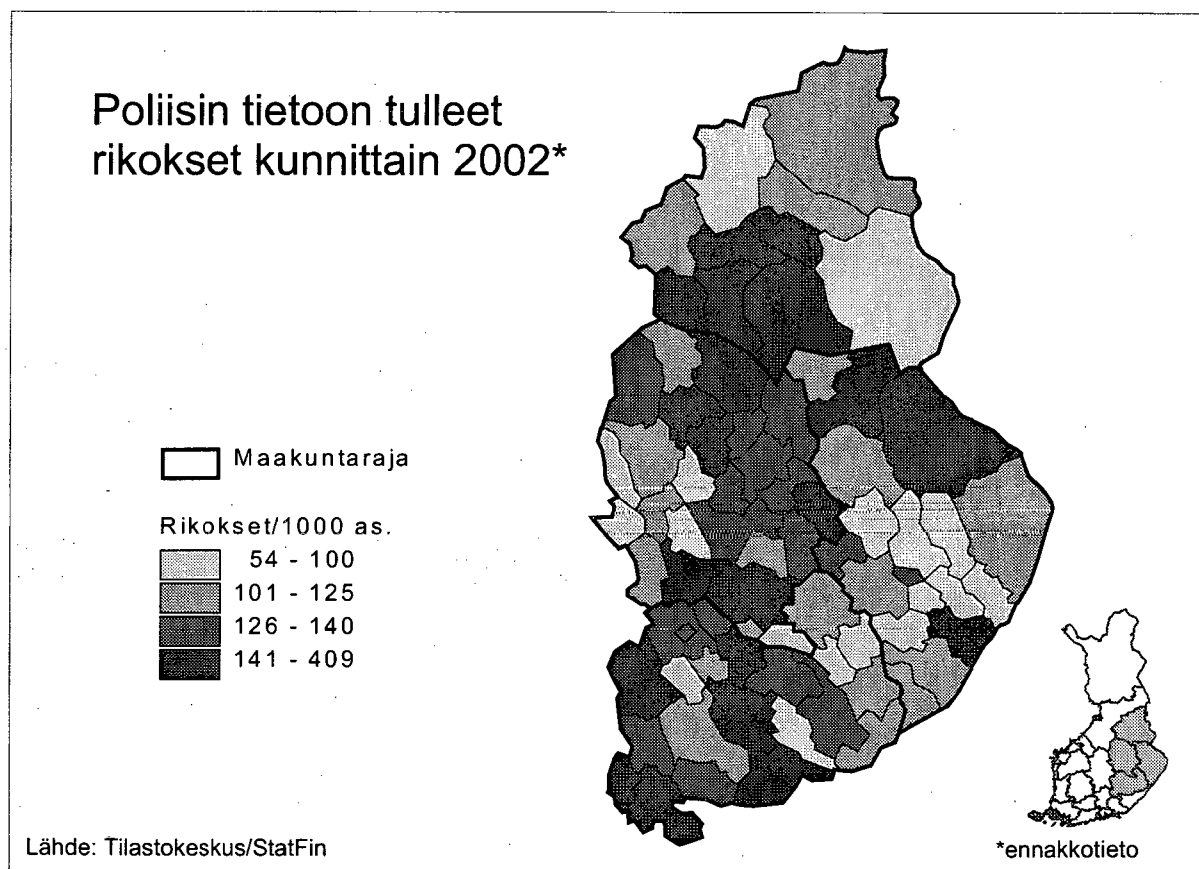 Poliisin tietoon tulleet
rikokset kunnittain 2002*
Maakuntaraja
Rikokset/1000 as.
54 - 100
101 - 125
126 - 140
141 - 409
Lähde: Tilastokeskus/StatFin
*ennakkotieto